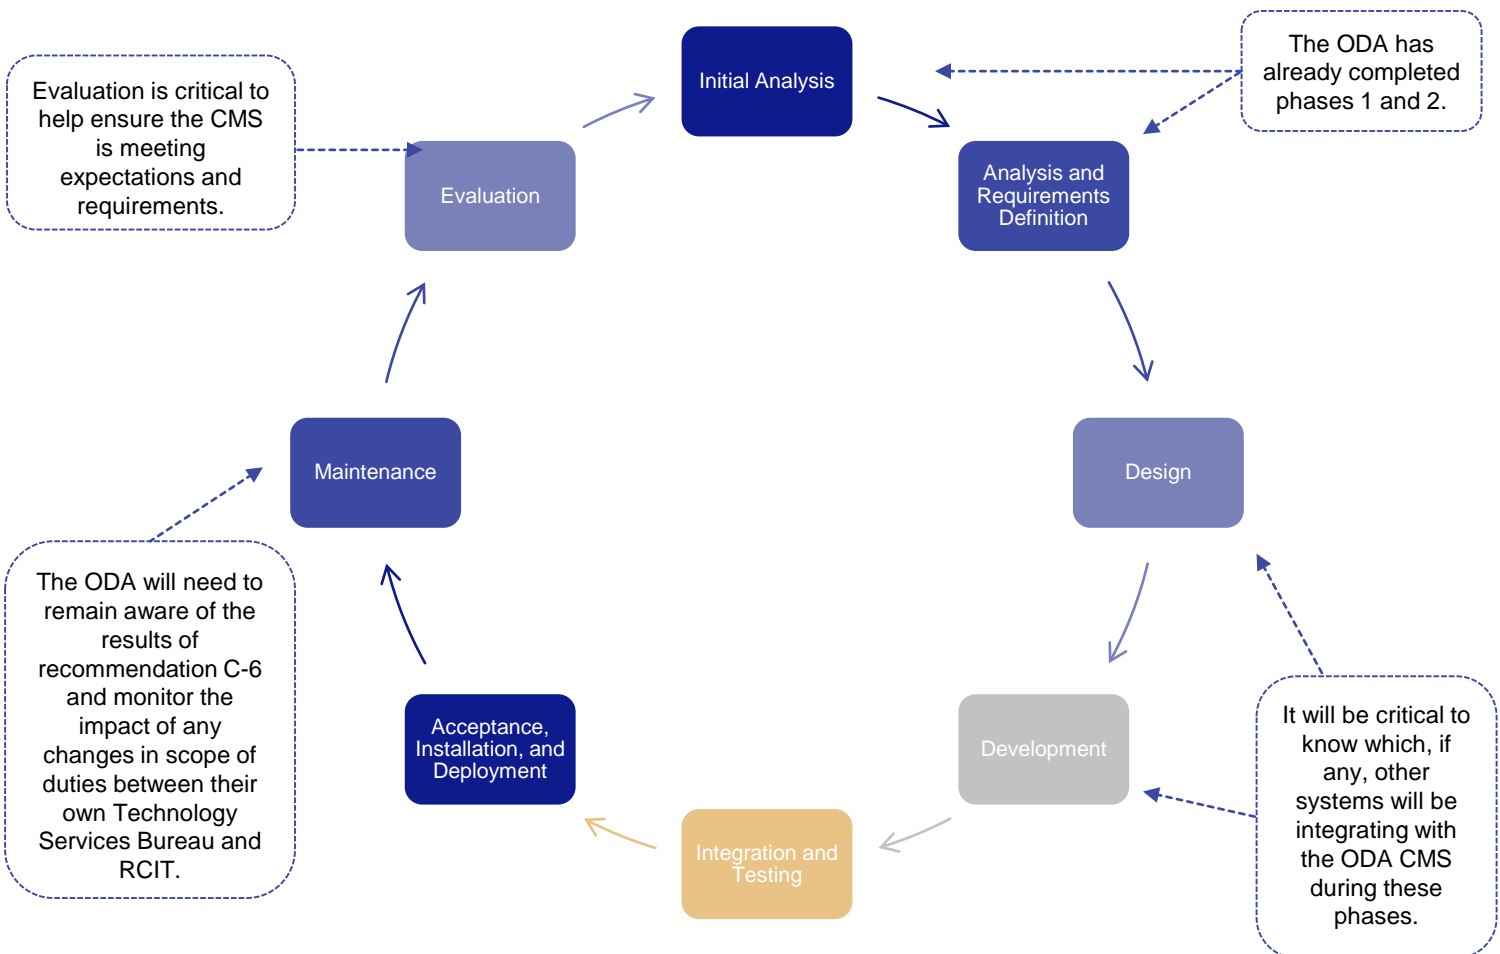 Initial Analysis
The ODA has
already completed
phases 1 and 2.
Evaluation is critical to
help ensure the CMS
is meeting
expectations and
requirements.
Evaluation
Analysis and
Requirements
Definition
Maintenance
Design
The ODA will need to
remain aware of the
results of
recommendation C-6
and monitor the
impact of any
changes in scope of
duties between their
own Technology
Services Bureau and
RCIT.
Acceptance,
Installation, and
Deployment
Development
It will be critical to
know which, if
any, other
systems will be
integrating with
the ODA CMS
during these
phases.
Integration and
Testing